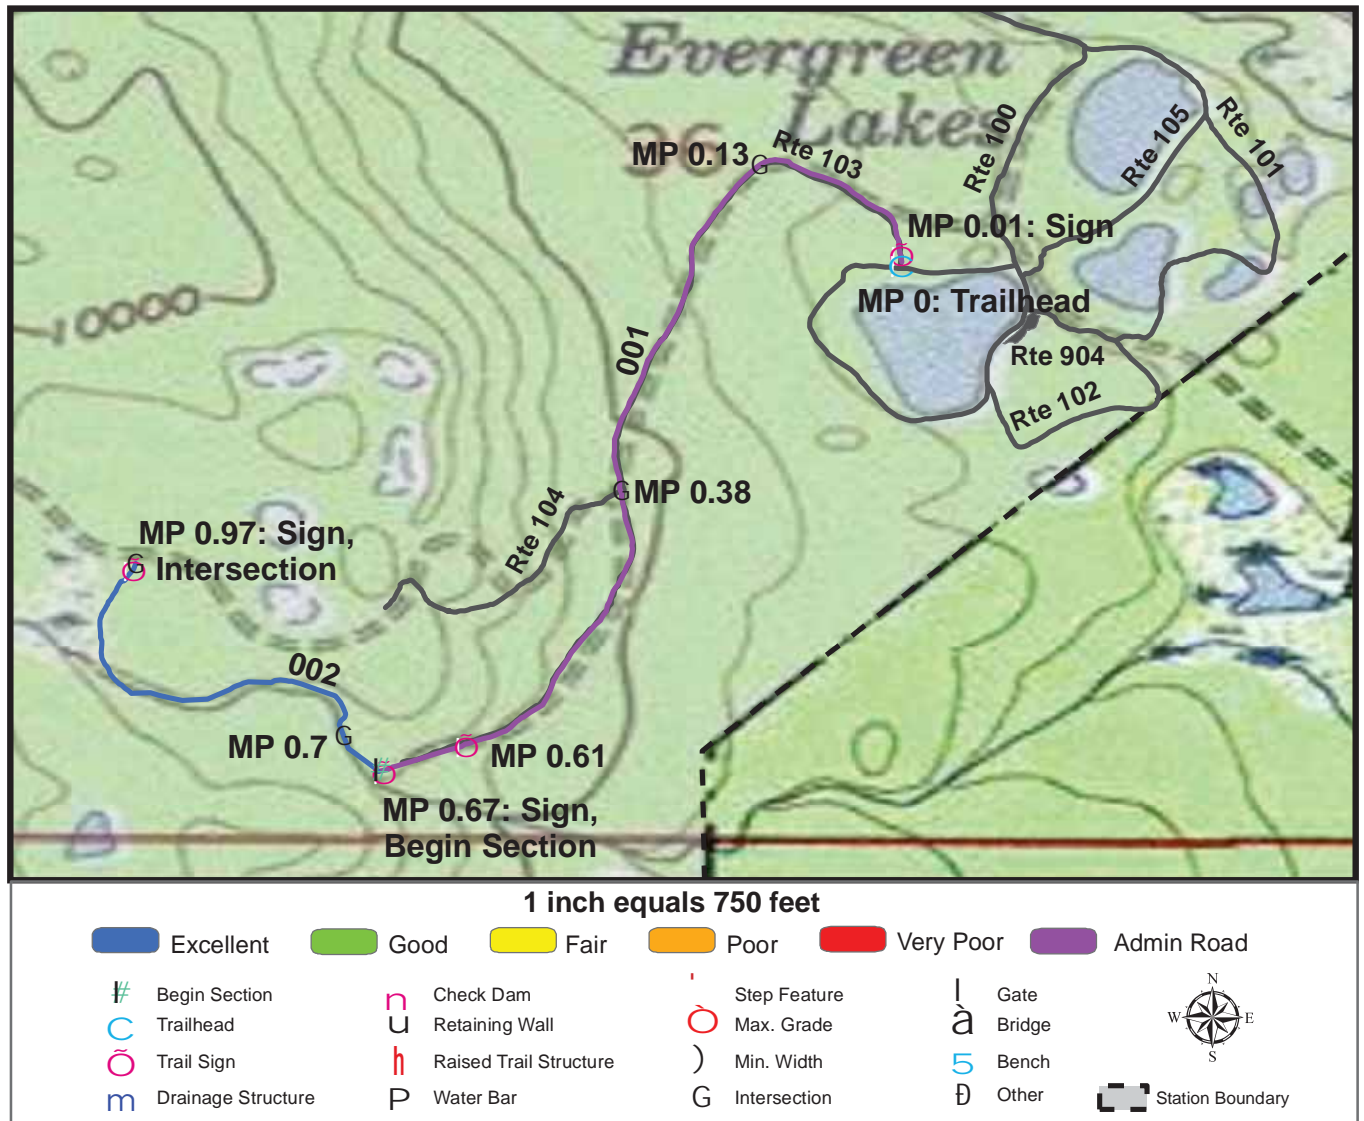 Evergreen
Lakes
36
MP 0.13
Rte 103
Rte 100
Rte 105
Rte 101
MP 0.01: Sign
MP 0: Trailhead
10000
001
Rte 904
Rte 102
MP 0.38
Rte 104
MP 0.97: Sign,
Intersection
002
MP 0.7
MP 0.61
MP 0.67: Sign,
Begin Section
1 inch equals 750 feet
Excellent
Good
Fair
Poor
Very Poor
Admin Road
Begin Section
Check Dam
Step Feature
Gate
Trailhead
Retaining Wall
Max. Grade
Bridge
Trail Sign
Raised Trail Structure
Min. Width
Bench
Drainage Structure
Water Bar
Intersection
Other
Station Boundary
N
W E
S